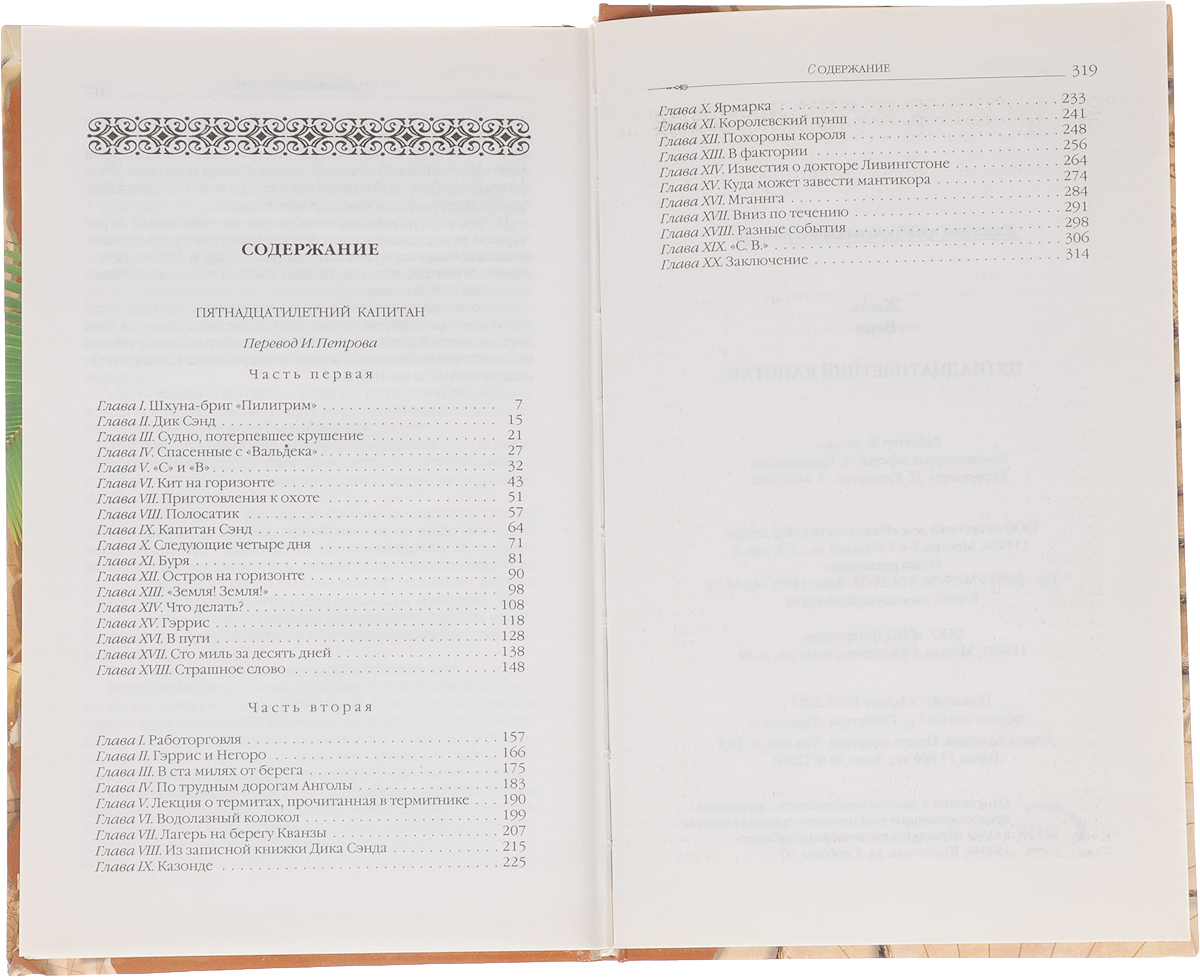 СОДЕРЖАНИЕ
ПЯТНАДЦАТИЛЕТНИЙ КАПИТАН
Перевод И. Петрова
Часть первая
Глава I. Шхуна-бриг «Пилигрим» 7
Глава II. Дик Сэнд 15
Глава III. Судно, потерпевшее крушение 21
Глава IV. Спасенные с «Вальдека» 27
Глава V. «С» и «В» 32
Глава VI. Кит на горизонте 43
Глава VII. Приготовления к охоте 51
Глава VIII. Полосатик 57
Глава IX. Капитан Сэнд 64
Глава X. Следующие четыре дня 71
Глава XI. Буря 81
Глава XII. Остров на горизонте 90
Глава XIII. «Земля! Земля!» 98
Глава XIV. Что делать? 108
Глава XV. Гэррис 118
Глава XVI. В пути 128
Глава XVII. Сто миль за десять дней 138
Глава XVIII. Страшное слово 148
Часть вторая
Глава I. Работорговля 157
Глава II. Гэррис и Негоро 166
Глава III. В ста милях от берега 175
Глава IV. По трудным дорогам Анголы 183
Глава V. Лекция о термитах, прочитанная в термитнике 190
Глава VI. Водолазный колокол 199
Глава VII. Лагерь на берегу Кванзы 207
Глава VIII. Из записной книжки Дика Сэнда 215
Глава IX. Казонде 225
СОДЕРЖАНИЕ 319
Глава X. Ярмарка 233
Глава XI. Королевский пунш 241
Глава XII. Похороны короля 248
Глава XIII. В фактории 256
Глава XIV. Известия о докторе Ливингстоне 264
Глава XV. Куда может завести мантикора 274
Глава XVI. Мганнга 284
Глава XVII. Вниз по течению 291
Глава XVIII. Разные события 298
Глава XIX. «С. В.» 306
Глава XX. Заключение 314